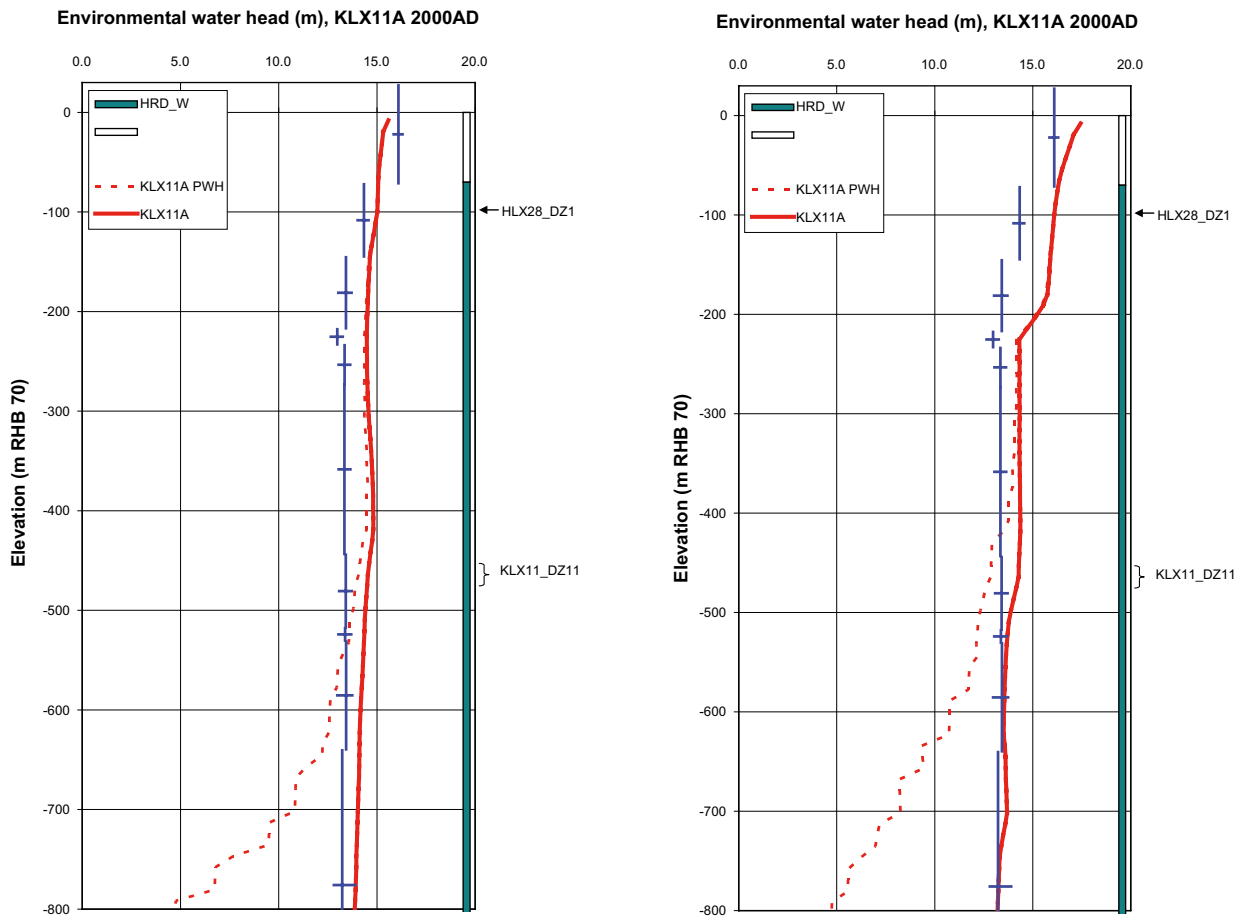 Environmental water head (m), KLX11A 2000AD
0.0 5.0 10.0 15.0 20.0
0
-100
-200
-300
-400
-500
-600
-700
-800
Elevation (m RHB 70)
HRD_W
KLX11A PWH
KLX11A
HLX28_DZ1
KLX11_DZ11
Environmental water head (m), KLX11A 2000AD
0.0 5.0 10.0 15.0 20.0
0
-100
-200
-300
-400
-500
-600
-700
-800
Elevation (m RHB 70)
HRD_W
KLX11A PWH
KLX11A
HLX28_DZ1
KLX11_DZ11